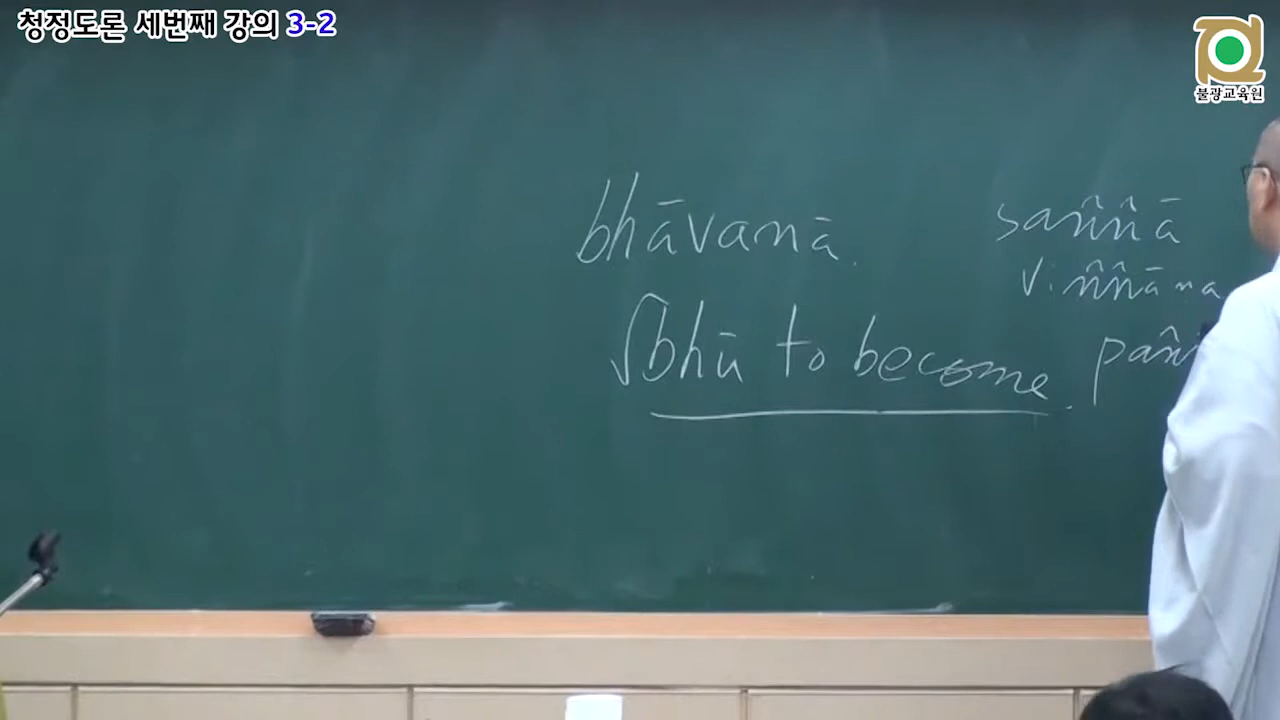 청정도론 세번째 강의 3-2
불광교육원
bhāvanā.
√bhū to become.
saññā
viññāna
pañ